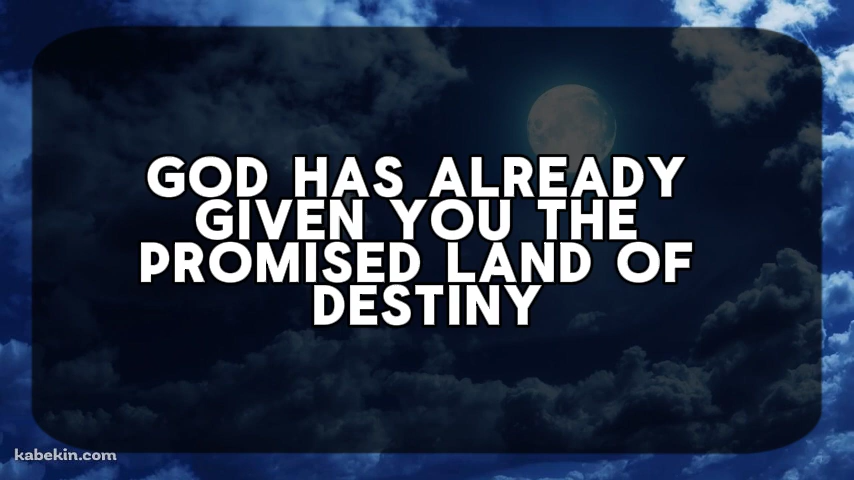 GOD HAS ALREADY
GIVEN YOU THE
PROMISED LAND OF
DESTINY
kabekin.com